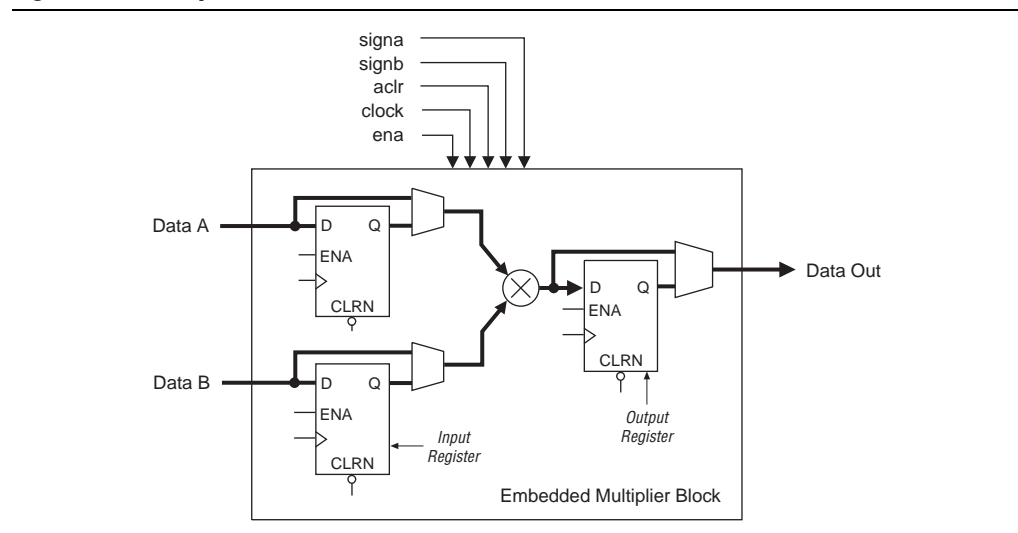 signa
signb
aclr
clock
ena
Data A
D Q
ENA
CLRN
Data B
D Q
ENA
CLRN
Input
Register
D Q
ENA
CLRN
Output
Register
Data Out
Embedded Multiplier Block